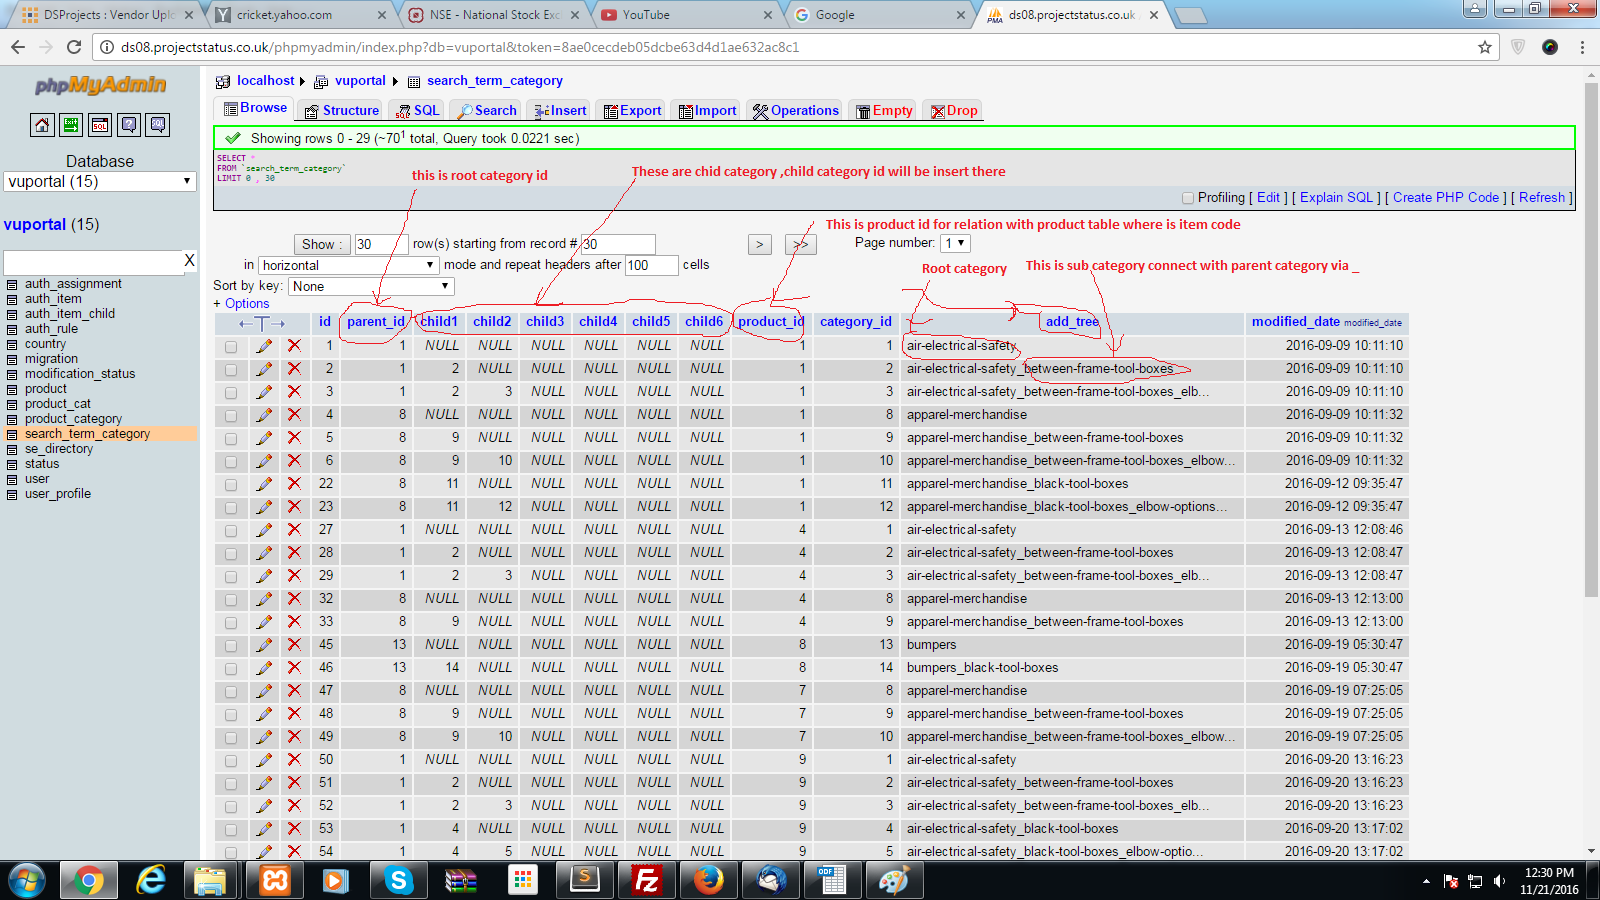 DSProjects : Vendor Uplo
cricket.yahoo.com
NSE - National Stock Exc
YouTube
Google
ds08.projectstatus.co.uk
ds08.projectstatus.co.uk/phpmyadmin/index.php?db=vuportal&token=8ae0cecdeb05dcbe63d4d1ae632ac8c1
phpMyAdmin
SQL
Database
vuportal (15)
vuportal (15)
X
auth_assignment
auth_item
auth_item_child
auth_rule
country
migration
modification_status
product
product_cat
product_category
search_term_category
se_directory
status
user
user_profile
localhost vuportal search_term_category
Browse Structure SQL Search Insert Export Import Operations Empty Drop
Showing rows 0 - 29 (~70¹ total, Query took 0.0221 sec)
SELECT *
FROM `search_term_category`
LIMIT 0 , 30
this is root category id
These are chid category ,child category id will be insert there
Profiling [ Edit ] [ Explain SQL ] [ Create PHP Code ] [ Refresh ]
This is product id for relation with product table where is item code
Show : 30 row(s) starting from record # 30 > >> Page number: 1
in horizontal mode and repeat headers after 100 cells
Root category
This is sub category connect with parent category via _
Sort by key: None
+ Options
←T→ id parent_id child1 child2 child3 child4 child5 child6 product_id category_id add_tree modified_date modified_date
1 1 NULL NULL NULL NULL NULL NULL 1 1 air-electrical-safety 2016-09-09 10:11:10
2 1 2 NULL NULL NULL NULL NULL 1 2 air-electrical-safety_between-frame-tool-boxes 2016-09-09 10:11:10
3 1 2 3 NULL NULL NULL NULL 1 3 air-electrical-safety_between-frame-tool-boxes_elb... 2016-09-09 10:11:10
4 8 NULL NULL NULL NULL NULL NULL 1 8 apparel-merchandise 2016-09-09 10:11:32
5 8 9 NULL NULL NULL NULL NULL 1 9 apparel-merchandise_between-frame-tool-boxes 2016-09-09 10:11:32
6 8 9 10 NULL NULL NULL NULL 1 10 apparel-merchandise_between-frame-tool-boxes_elbow... 2016-09-09 10:11:32
22 8 11 NULL NULL NULL NULL NULL 1 11 apparel-merchandise_black-tool-boxes 2016-09-12 09:35:47
23 8 11 12 NULL NULL NULL NULL 1 12 apparel-merchandise_black-tool-boxes_elbow-options... 2016-09-12 09:35:47
27 1 NULL NULL NULL NULL NULL NULL 4 1 air-electrical-safety 2016-09-13 12:08:46
28 1 2 NULL NULL NULL NULL NULL 4 2 air-electrical-safety_between-frame-tool-boxes 2016-09-13 12:08:47
29 1 2 3 NULL NULL NULL NULL 4 3 air-electrical-safety_between-frame-tool-boxes_elb... 2016-09-13 12:08:47
32 8 NULL NULL NULL NULL NULL NULL 4 8 apparel-merchandise 2016-09-13 12:13:00
33 8 9 NULL NULL NULL NULL NULL 4 9 apparel-merchandise_between-frame-tool-boxes 2016-09-13 12:13:00
45 13 NULL NULL NULL NULL NULL NULL 8 13 bumpers 2016-09-19 05:30:47
46 13 14 NULL NULL NULL NULL NULL 8 14 bumpers_black-tool-boxes 2016-09-19 05:30:47
47 8 NULL NULL NULL NULL NULL NULL 7 8 apparel-merchandise 2016-09-19 07:25:05
48 8 9 NULL NULL NULL NULL NULL 7 9 apparel-merchandise_between-frame-tool-boxes 2016-09-19 07:25:05
49 8 9 10 NULL NULL NULL NULL 7 10 apparel-merchandise_between-frame-tool-boxes_elbow... 2016-09-19 07:25:05
50 1 NULL NULL NULL NULL NULL NULL 9 1 air-electrical-safety 2016-09-20 13:16:23
51 1 2 NULL NULL NULL NULL NULL 9 2 air-electrical-safety_between-frame-tool-boxes 2016-09-20 13:16:23
52 1 2 3 NULL NULL NULL NULL 9 3 air-electrical-safety_between-frame-tool-boxes_elb... 2016-09-20 13:16:23
53 1 4 NULL NULL NULL NULL NULL 9 4 air-electrical-safety_black-tool-boxes 2016-09-20 13:17:02
54 1 4 5 NULL NULL NULL NULL 9 5 air-electrical-safety_black-tool-boxes_elbow-optio... 2016-09-20 13:17:02
ODF
12:30 PM
11/21/2016